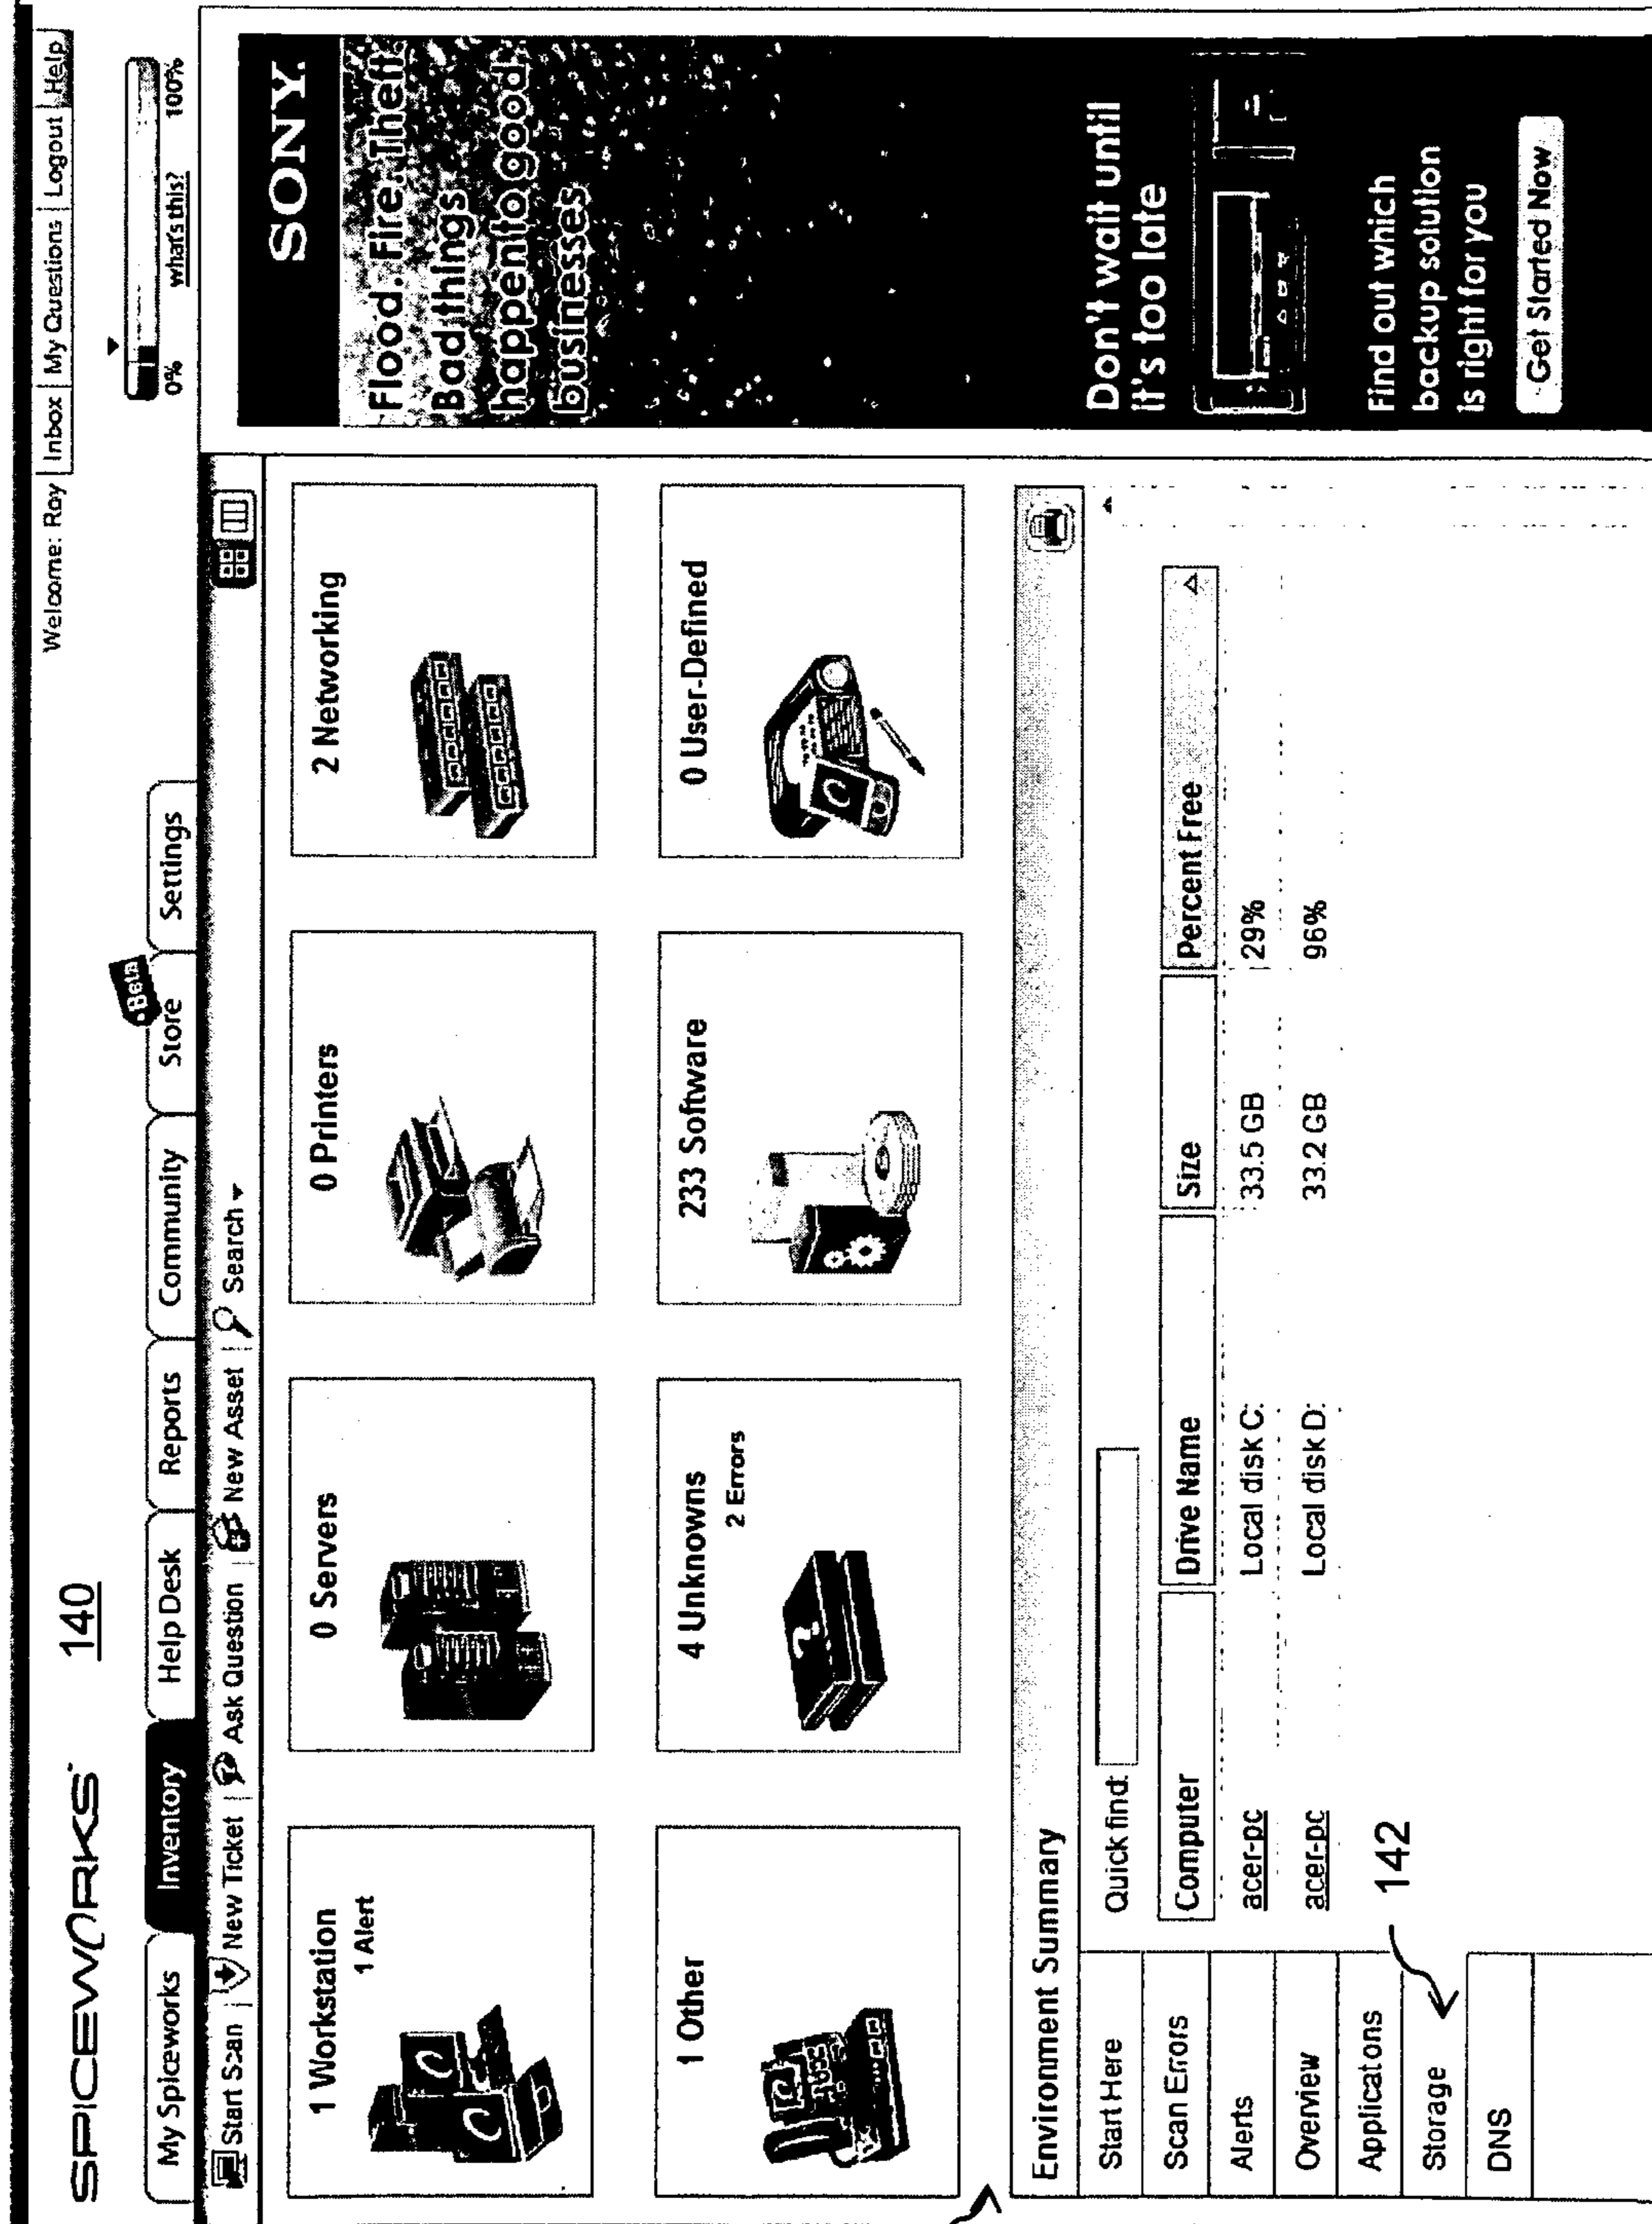 SPICEWORKS 140
Welcome: Roy | Inbox | My Questions | Logout | Help
My Spiceworks Inventory Help Desk Reports Community Store Beta Settings
0% what's this? 100%
Start Scan | New Ticket | Ask Question | New Asset | Search
1 Workstation
1 Alert
0 Servers
0 Printers
2 Networking
1 Other
4 Unknowns
2 Errors
233 Software
0 User-Defined
Environment Summary
Start Here
Scan Errors
Alerts
Overview
Applicatons
Storage
DNS
142
Quick find:
Computer Drive Name Size Percent Free
acer-pc Local disk C: 33.5 GB 29%
acer-pc Local disk D: 33.2 GB 96%
SONY
Flood. Fire. Theft.
Bad things
happen to good
businesses
Don't wait until
it's too late
Find out which
backup solution
is right for you
Get Started Now